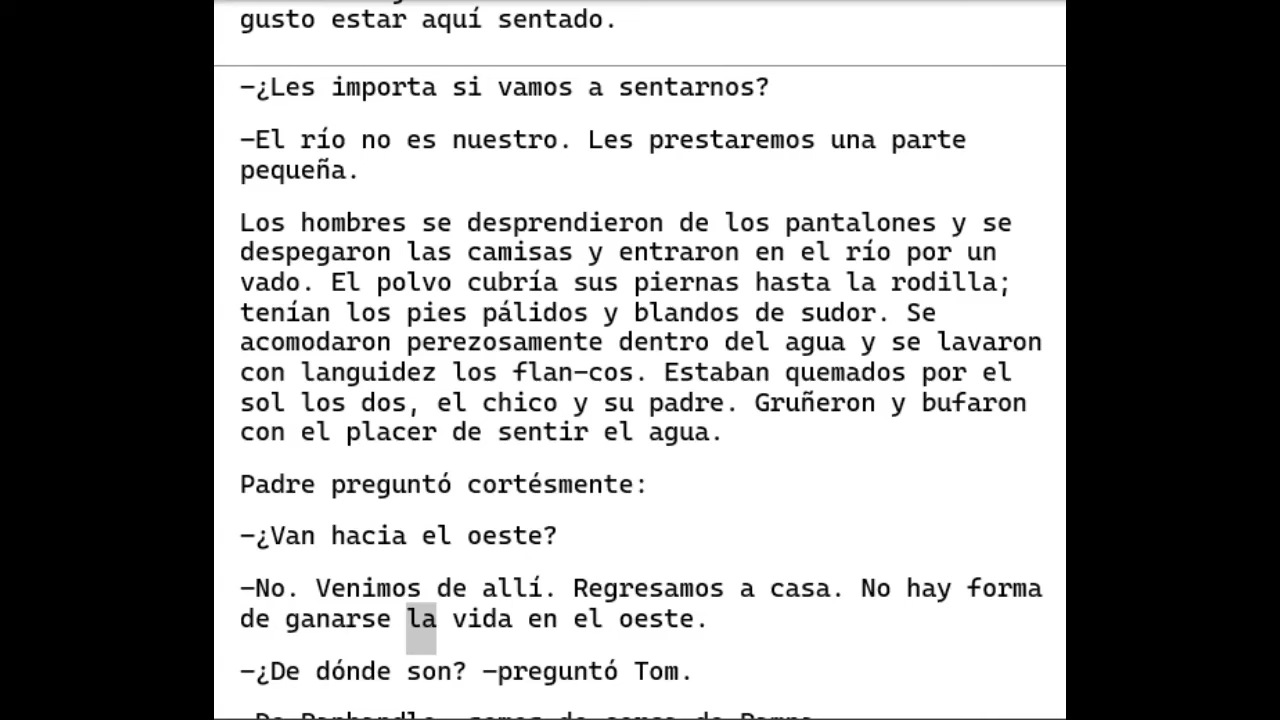 gusto estar aquí sentado.
—¿Les importa si vamos a sentarnos?
—El río no es nuestro. Les prestaremos una parte
pequeña.
Los hombres se desprendieron de los pantalones y se
despegaron las camisas y entraron en el río por un
vado. El polvo cubría sus piernas hasta la rodilla;
tenían los pies pálidos y blandos de sudor. Se
acomodaron perezosamente dentro del agua y se lavaron
con languidez los flan-cos. Estaban quemados por el
sol los dos, el chico y su padre. Gruñeron y bufaron
con el placer de sentir el agua.
Padre preguntó cortésmente:
—¿Van hacia el oeste?
—No. Venimos de allí. Regresamos a casa. No hay forma
de ganarse la vida en el oeste.
—¿De dónde son? —preguntó Tom.